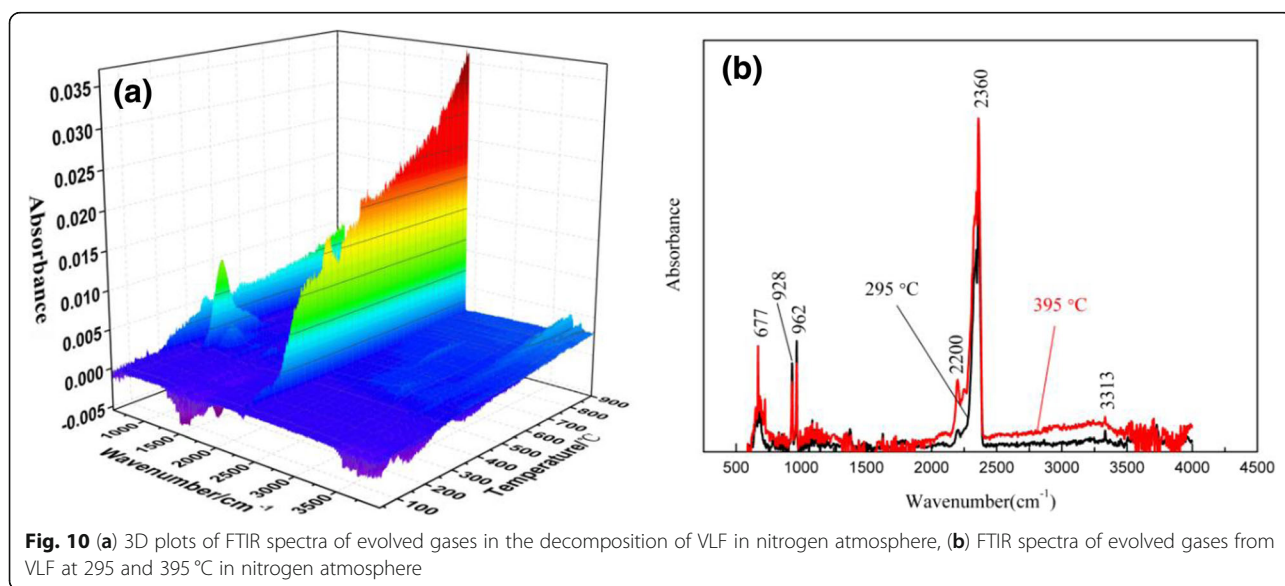 (a)
0.035
0.030
0.025
0.020
0.015
0.010
0.005
0.000
-0.005
Absorbance
1000
1500
2000
2500
3000
3500
Wavenumber/cm⁻¹
100
200
300
400
500
600
700
800
900
Temperature/℃
(b)
2360
677
928
962
2200
3313
295 °C
395 °C
Absorbance
500 1000 1500 2000 2500 3000 3500 4000 4500
Wavenumber(cm⁻¹)
Fig. 10 (a) 3D plots of FTIR spectra of evolved gases in the decomposition of VLF in nitrogen atmosphere, (b) FTIR spectra of evolved gases from
VLF at 295 and 395 °C in nitrogen atmosphere